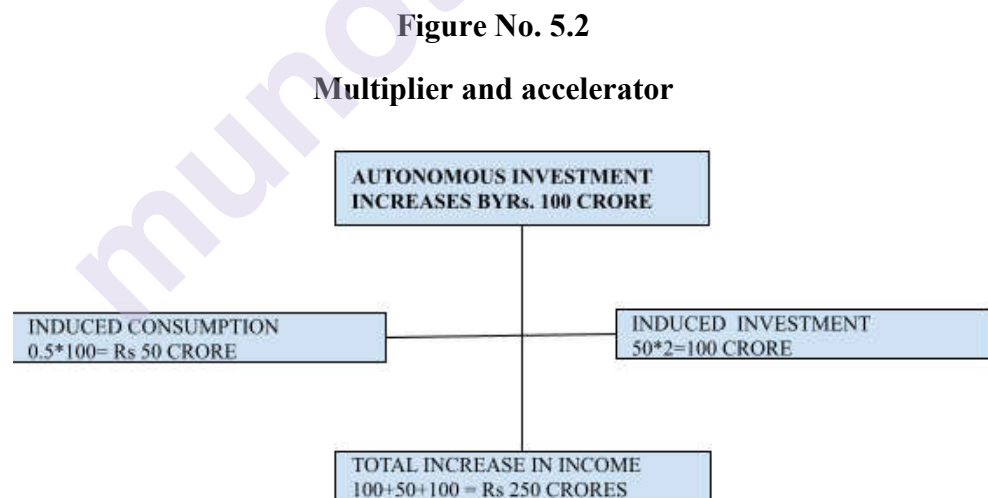 Figure No. 5.2
Multiplier and accelerator
AUTONOMOUS INVESTMENT
INCREASES BYRs. 100 CRORE
INDUCED CONSUMPTION
0.5*100= Rs 50 CRORE
INDUCED INVESTMENT
50*2=100 CRORE
TOTAL INCREASE IN INCOME
100+50+100 = Rs 250 CRORES